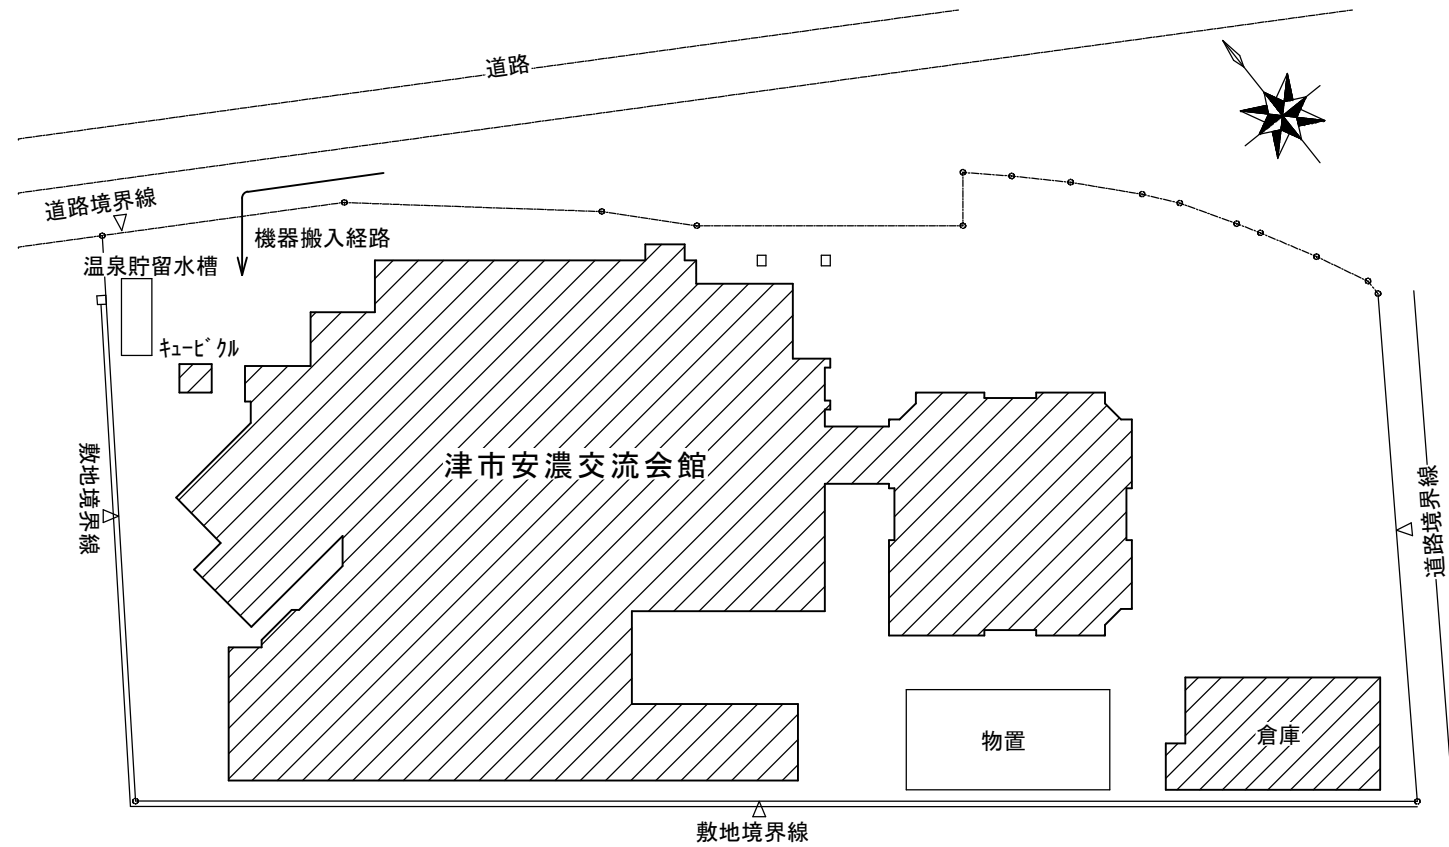 道路
道路境界線
機器搬入経路
温泉貯留水槽
キュービクル
津市安濃交流会館
敷地境界線
道路境界線
物置
倉庫
敷地境界線